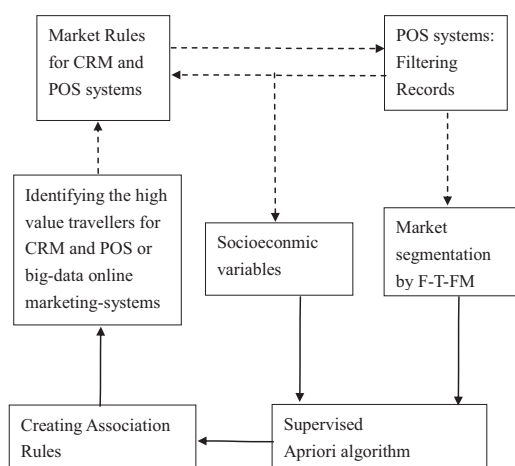 Market Rules
for CRM and
POS systems
POS systems:
Filtering
Records
Identifying the high
value travellers for
CRM and POS or
big-data online
marketing-systems
Socioeconmic
variables
Market
segmentation
by F-T-FM
Creating Association
Rules
Supervised
Apriori algorithm